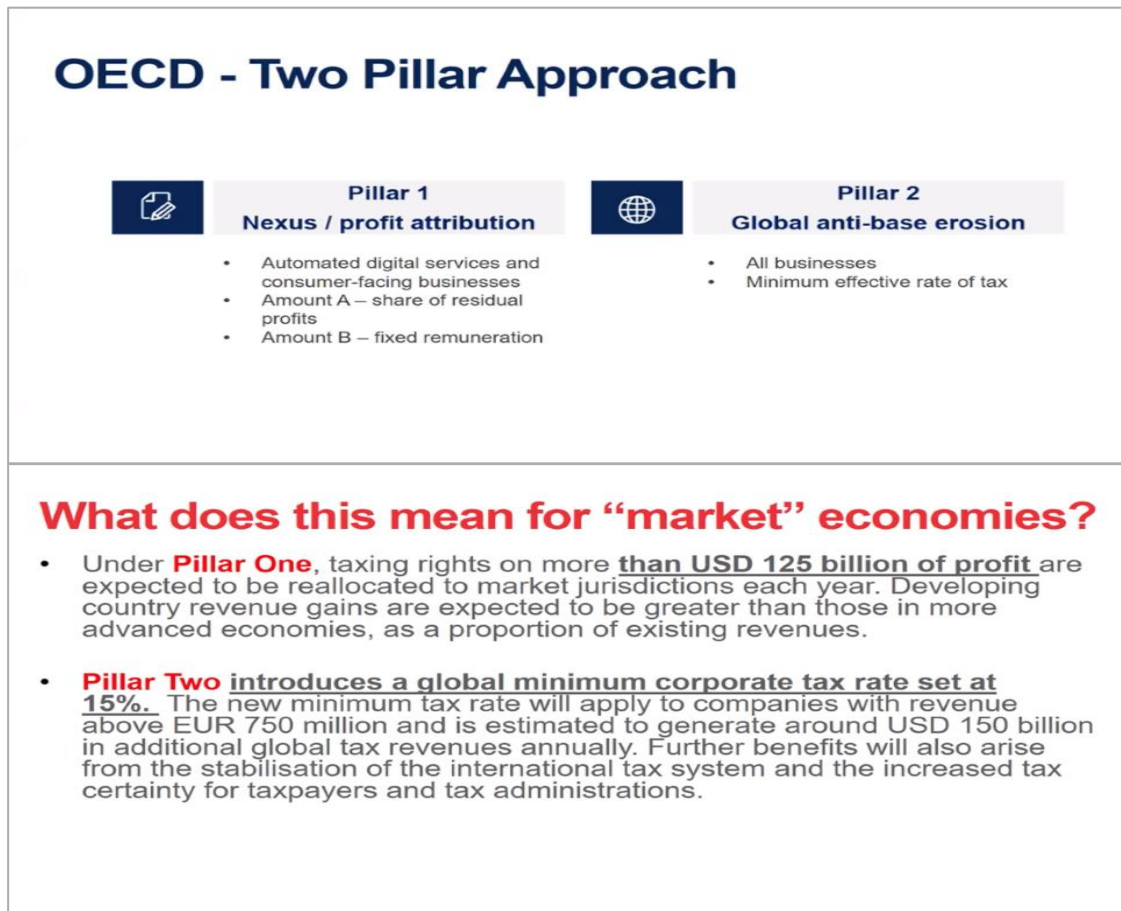 OECD - Two Pillar Approach
Pillar 1
Nexus / profit attribution
• Automated digital services and
consumer-facing businesses
• Amount A – share of residual
profits
• Amount B – fixed remuneration
Pillar 2
Global anti-base erosion
• All businesses
• Minimum effective rate of tax
What does this mean for “market” economies?
• Under Pillar One, taxing rights on more than USD 125 billion of profit are
expected to be reallocated to market jurisdictions each year. Developing
country revenue gains are expected to be greater than those in more
advanced economies, as a proportion of existing revenues.
• Pillar Two introduces a global minimum corporate tax rate set at
15%. The new minimum tax rate will apply to companies with revenue
above EUR 750 million and is estimated to generate around USD 150 billion
in additional global tax revenues annually. Further benefits will also arise
from the stabilisation of the international tax system and the increased tax
certainty for taxpayers and tax administrations.